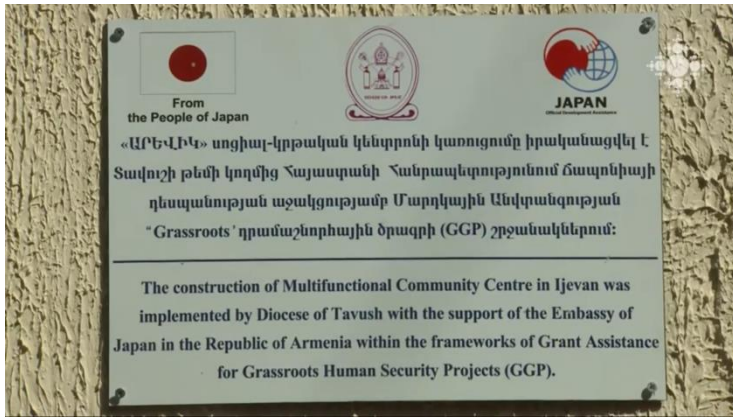 From
the People of Japan
JAPAN
Official Development Assistance
«ԱՐԵՎԻԿ» սոցիալ-կրթական կենտրոնի կառուցումը իրականացվել է
Տավուշի թեմի կողմից Հայաստանի Հանրապետությունում Ճապոնիայի
դեսպանության աջակցությամբ Մարդկային Անվտանգության
"Grassroots' դրամաշնորհային ծրագրի (GGP) շրջանակներում:
The construction of Multifunctional Community Centre in Ijevan was
implemented by Diocese of Tavush with the support of the Embassy of
Japan in the Republic of Armenia within the frameworks of Grant Assistance
for Grassroots Human Security Projects (GGP).